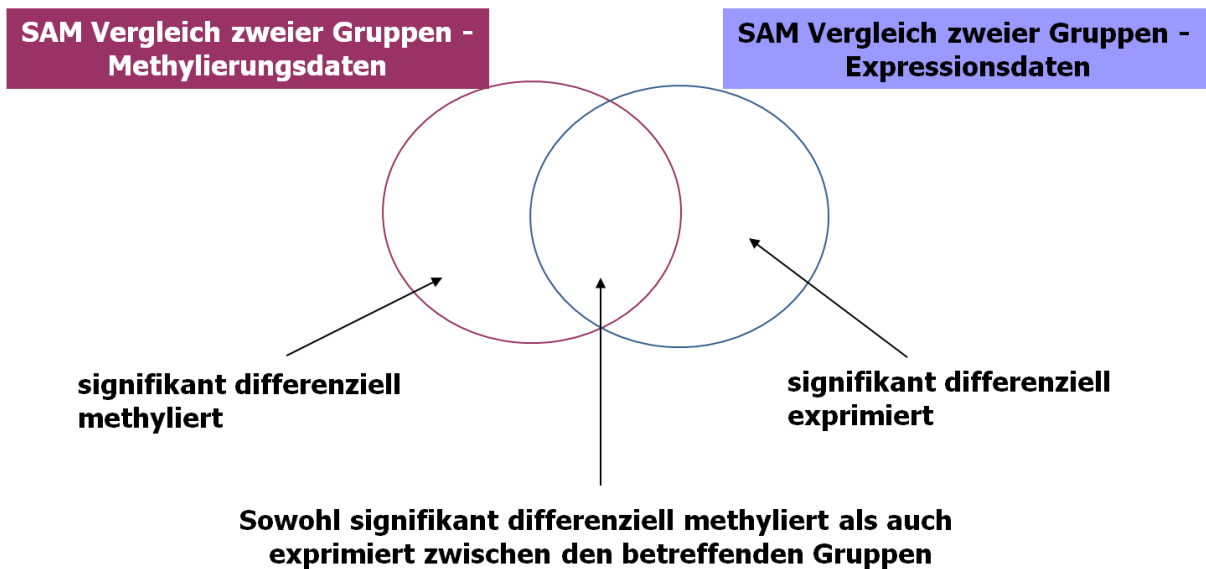 SAM Vergleich zweier Gruppen -
Methylierungsdaten
SAM Vergleich zweier Gruppen -
Expressionsdaten
signifikant differenziell
methyliert
signifikant differenziell
exprimiert
Sowohl signifikant differenziell methyliert als auch
exprimiert zwischen den betreffenden Gruppen